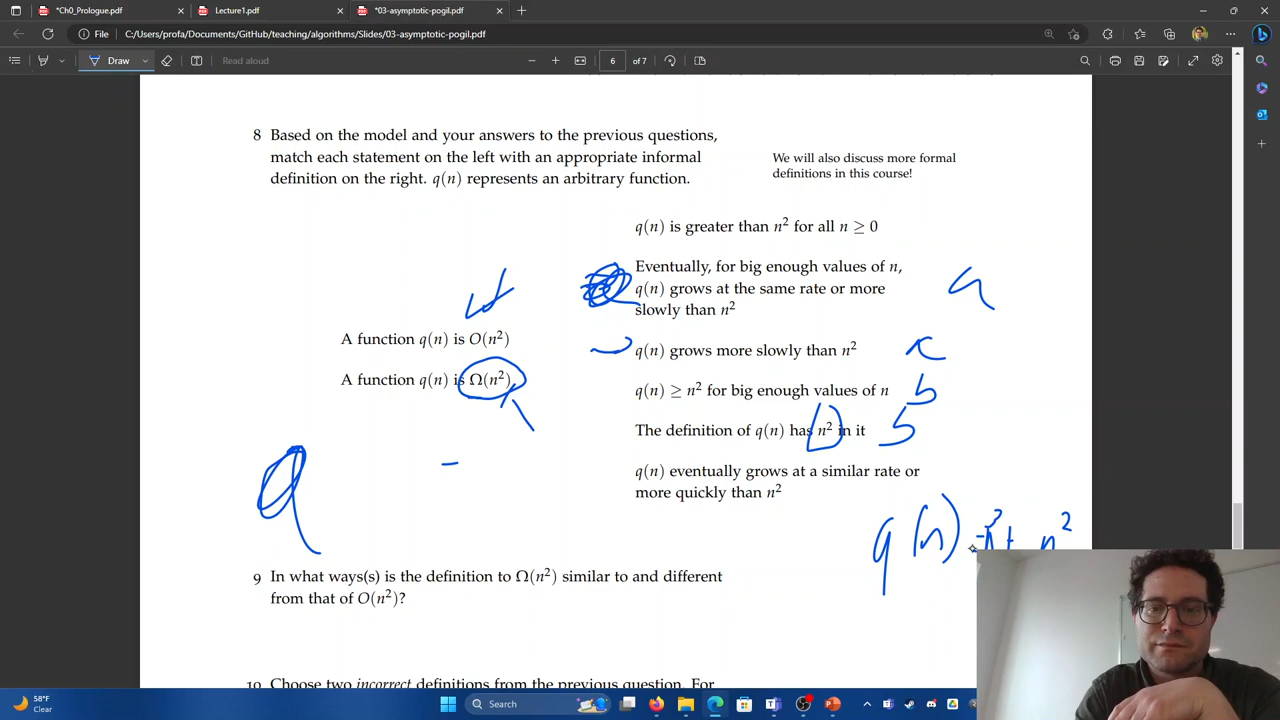 *Ch0_Prologue.pdf
Lecture1.pdf
*03-asymptotic-pogil.pdf
File
C:/Users/profa/Documents/GitHub/teaching/algorithms/Slides/03-asymptotic-pogil.pdf
Draw
Read aloud
6
of 7
8 Based on the model and your answers to the previous questions,
match each statement on the left with an appropriate informal
definition on the right. q(n) represents an arbitrary function.
We will also discuss more formal
definitions in this course!
A function q(n) is O(n²)
A function q(n) is Ω(n²)
q(n) is greater than n² for all n ≥ 0
Eventually, for big enough values of n,
q(n) grows at the same rate or more
slowly than n²
a
q(n) grows more slowly than n²
q(n) ≥ n² for big enough values of n
b
The definition of q(n) has n² in it
b
q(n) eventually grows at a similar rate or
more quickly than n²
q(n)
n²
9 In what ways(s) is the definition to Ω(n²) similar to and different
from that of O(n²)?
10 Choose two incorrect definitions from the previous question. For
58°F
Clear
Search